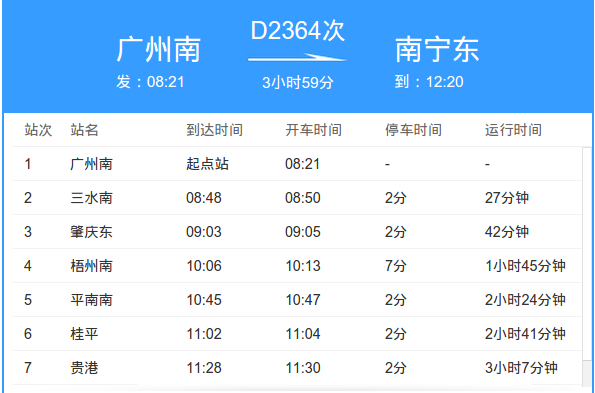 D2364次
广州南 南宁东
发：08:21 3小时59分 到：12:20
站次 站名 到达时间 开车时间 停车时间 运行时间
1 广州南 起点站 08:21 - -
2 三水南 08:48 08:50 2分 27分钟
3 肇庆东 09:03 09:05 2分 42分钟
4 梧州南 10:06 10:13 7分 1小时45分钟
5 平南南 10:45 10:47 2分 2小时24分钟
6 桂平 11:02 11:04 2分 2小时41分钟
7 贵港 11:28 11:30 2分 3小时7分钟